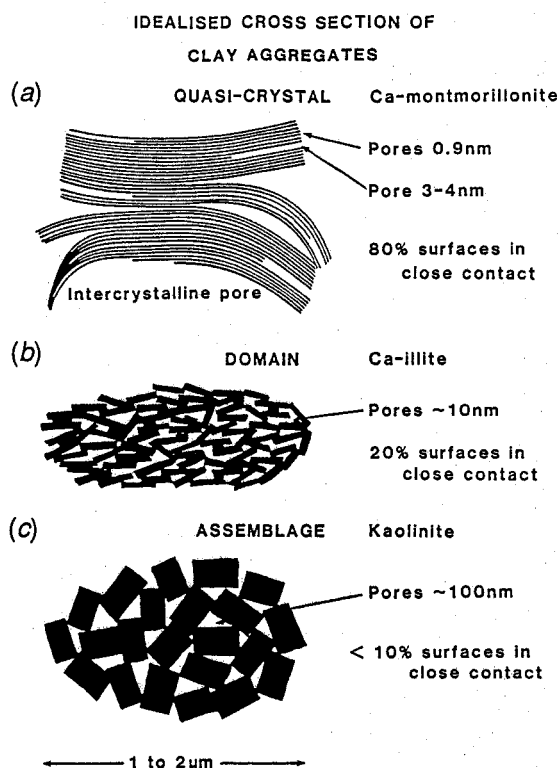 IDEALISED CROSS SECTION OF
CLAY AGGREGATES
(a)
QUASI-CRYSTAL Ca-montmorillonite
Pores 0.9nm
Pore 3-4nm
80% surfaces in
close contact
Intercrystalline pore
(b)
DOMAIN Ca-illite
Pores ~10nm
20% surfaces in
close contact
(c)
ASSEMBLAGE Kaolinite
Pores ~100nm
< 10% surfaces in
close contact
1 to 2μm